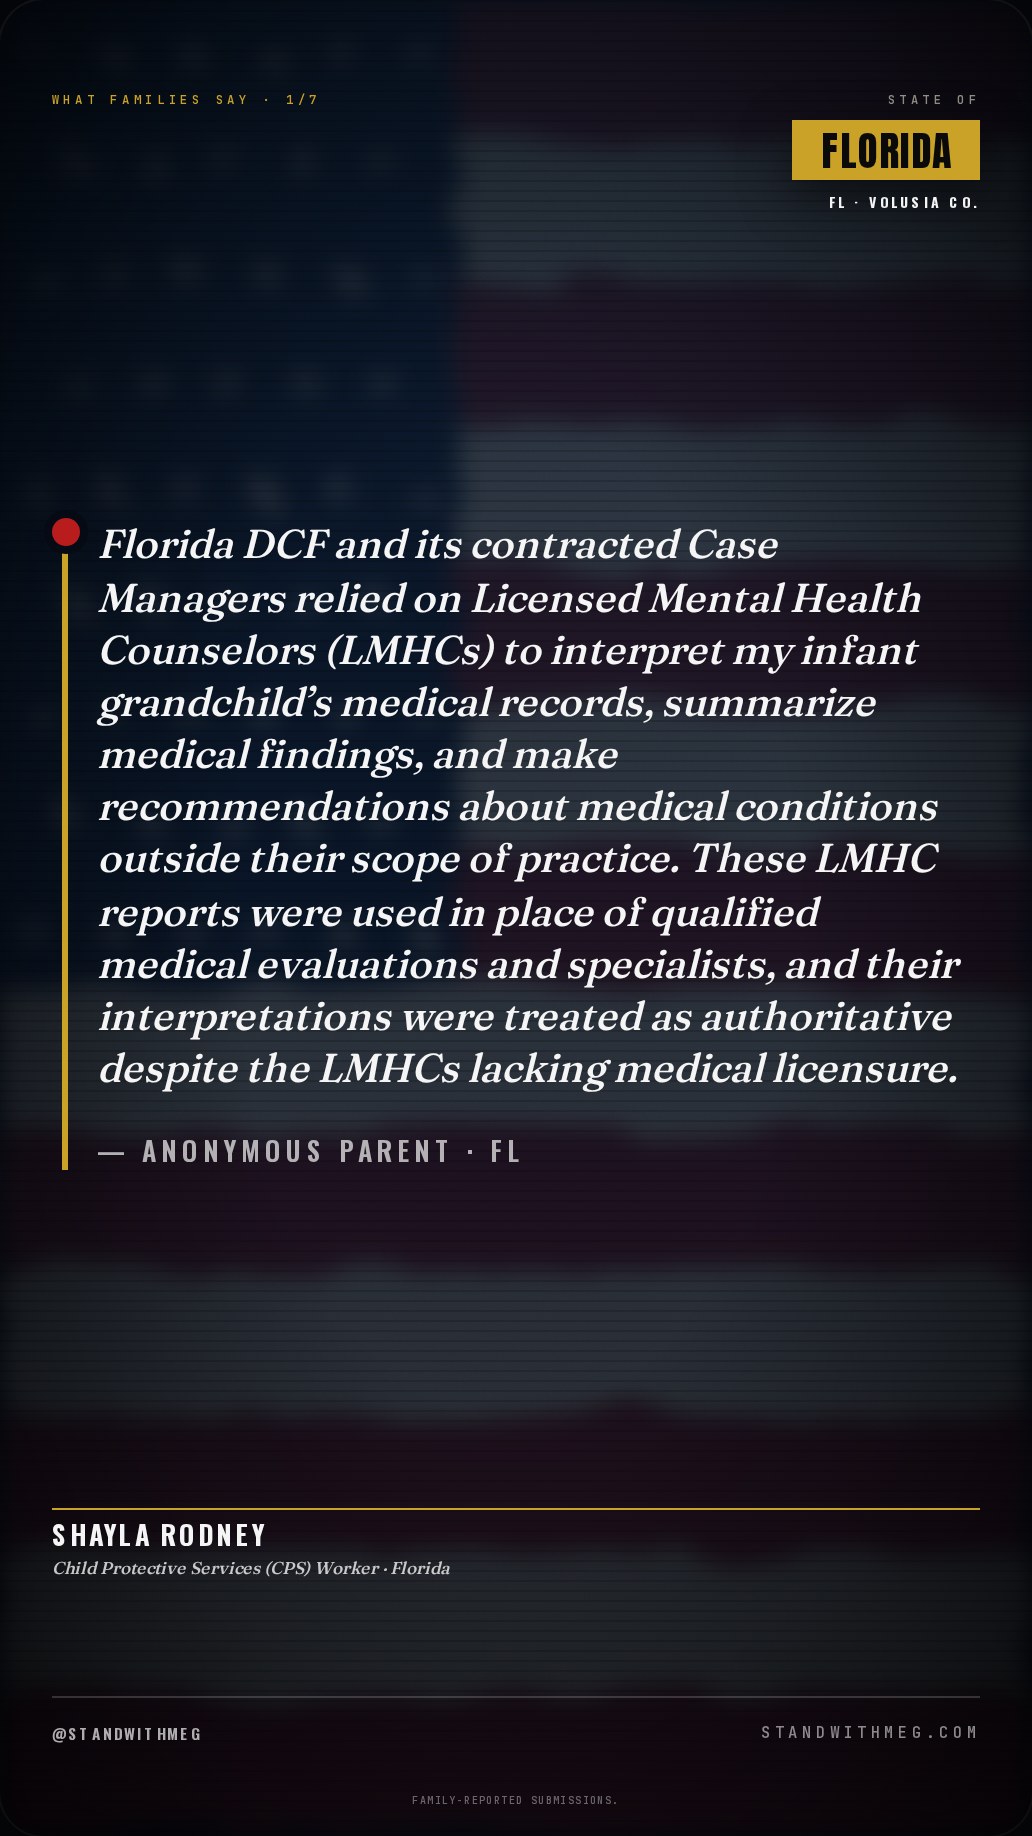 WHAT FAMILIES SAY · 1/7
STATE OF
FLORIDA
FL · VOLUSIA CO.
Florida DCF and its contracted Case
Managers relied on Licensed Mental Health
Counselors (LMHCs) to interpret my infant
grandchild’s medical records, summarize
medical findings, and make
recommendations about medical conditions
outside their scope of practice. These LMHC
reports were used in place of qualified
medical evaluations and specialists, and their
interpretations were treated as authoritative
despite the LMHCs lacking medical licensure.
— ANONYMOUS PARENT · FL
SHAYLA RODNEY
Child Protective Services (CPS) Worker · Florida
@STANDWITHMEG
STANDWITHMEG.COM
FAMILY-REPORTED SUBMISSIONS.